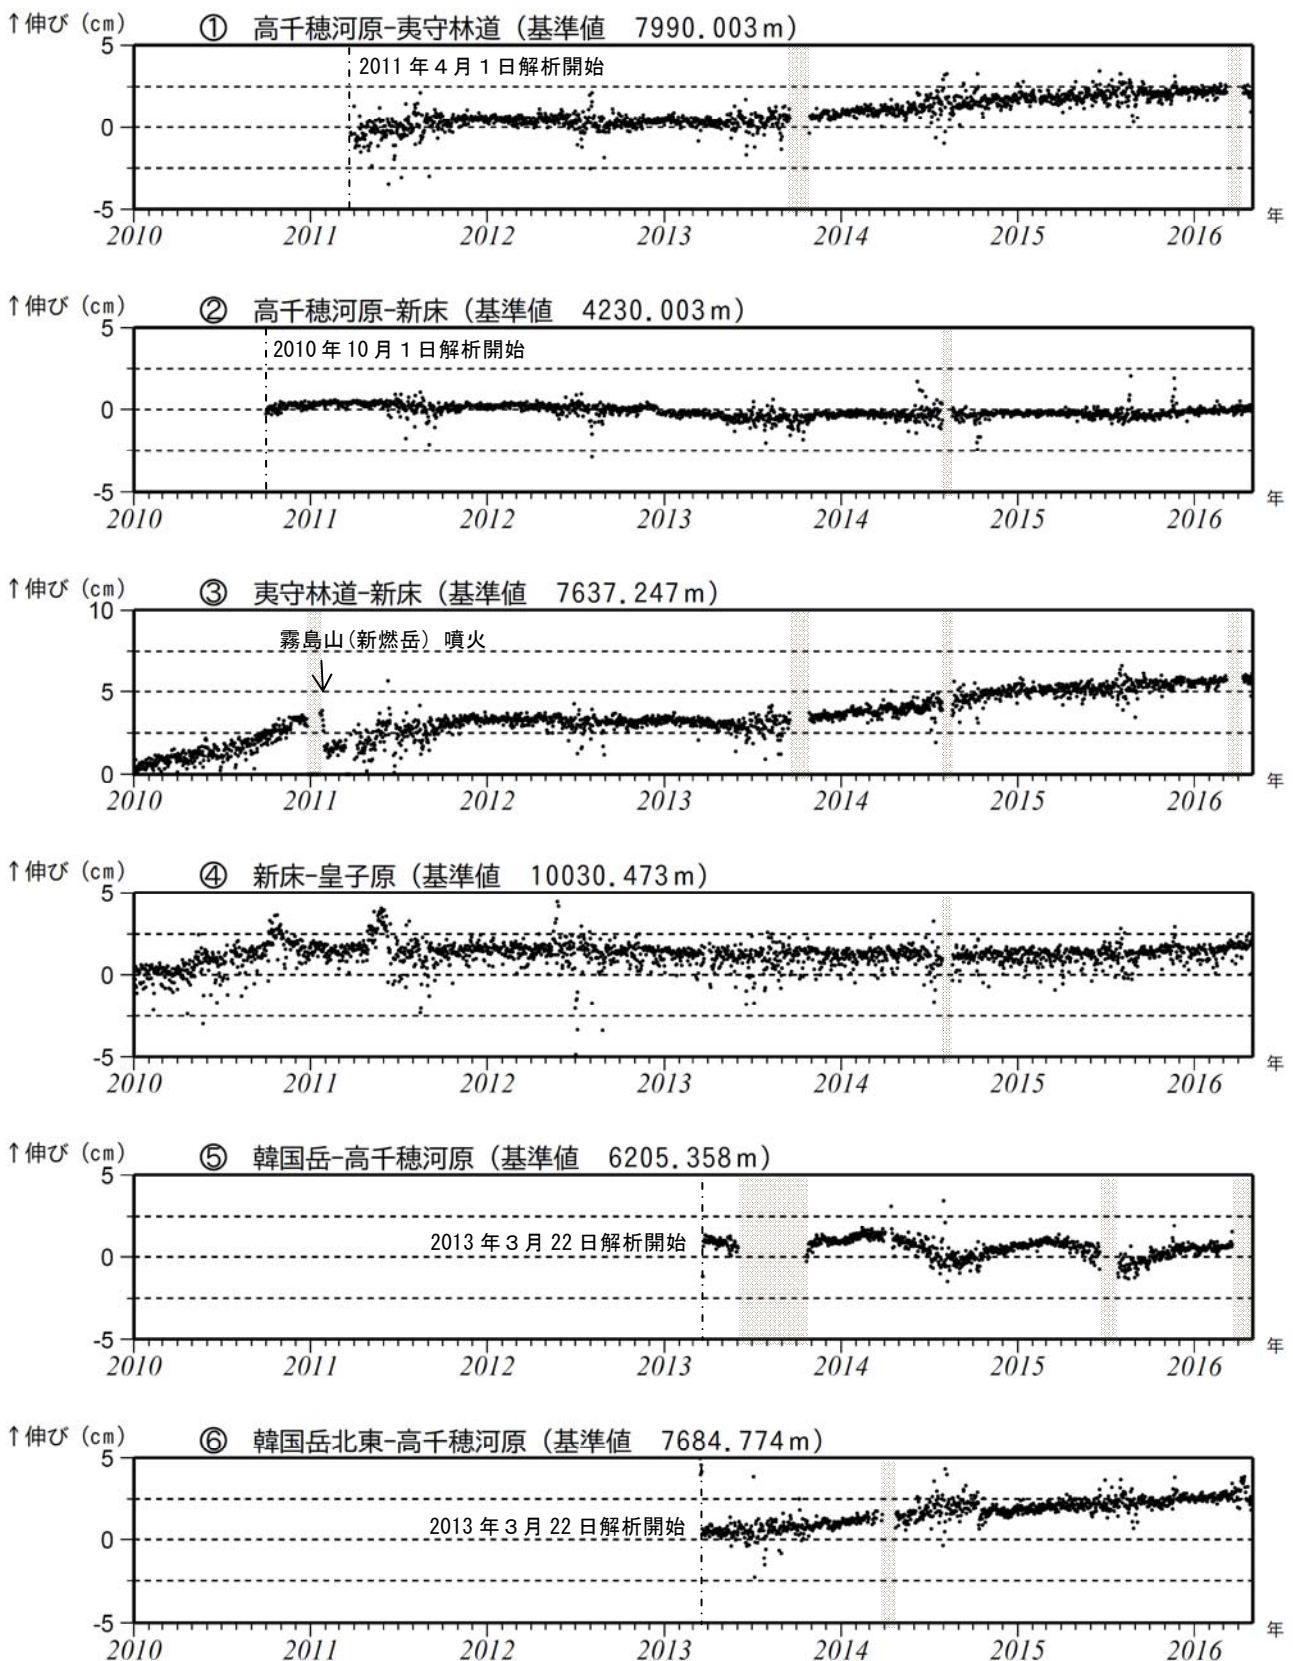 ↑伸び (cm) ① 高千穂河原-夷守林道 (基準値 7990.003m)
5
2011年4月1日解析開始
0
-5
2010 2011 2012 2013 2014 2015 2016 年
↑伸び (cm) ② 高千穂河原-新床 (基準値 4230.003m)
5
2010年10月1日解析開始
0
-5
2010 2011 2012 2013 2014 2015 2016 年
↑伸び (cm) ③ 夷守林道-新床 (基準値 7637.247m)
10
霧島山(新燃岳) 噴火
5
0
2010 2011 2012 2013 2014 2015 2016 年
↑伸び (cm) ④ 新床-皇子原 (基準値 10030.473m)
5
0
-5
2010 2011 2012 2013 2014 2015 2016 年
↑伸び (cm) ⑤ 韓国岳-高千穂河原 (基準値 6205.358m)
5
2013年3月22日解析開始
0
-5
2010 2011 2012 2013 2014 2015 2016 年
↑伸び (cm) ⑥ 韓国岳北東-高千穂河原 (基準値 7684.774m)
5
2013年3月22日解析開始
0
-5
2010 2011 2012 2013 2014 2015 2016 年